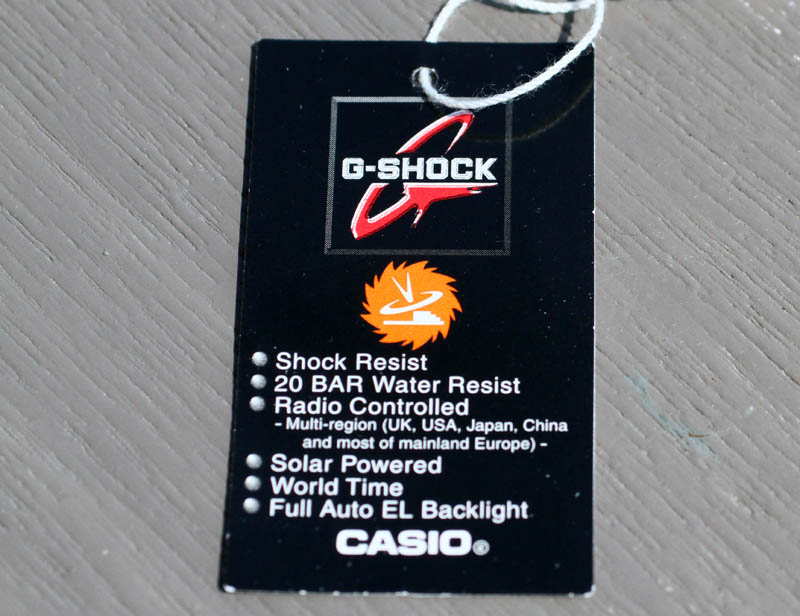 G-SHOCK
Shock Resist
20 BAR Water Resist
Radio Controlled
- Multi-region (UK, USA, Japan, China
and most of mainland Europe) -
Solar Powered
World Time
Full Auto EL Backlight
CASIO®